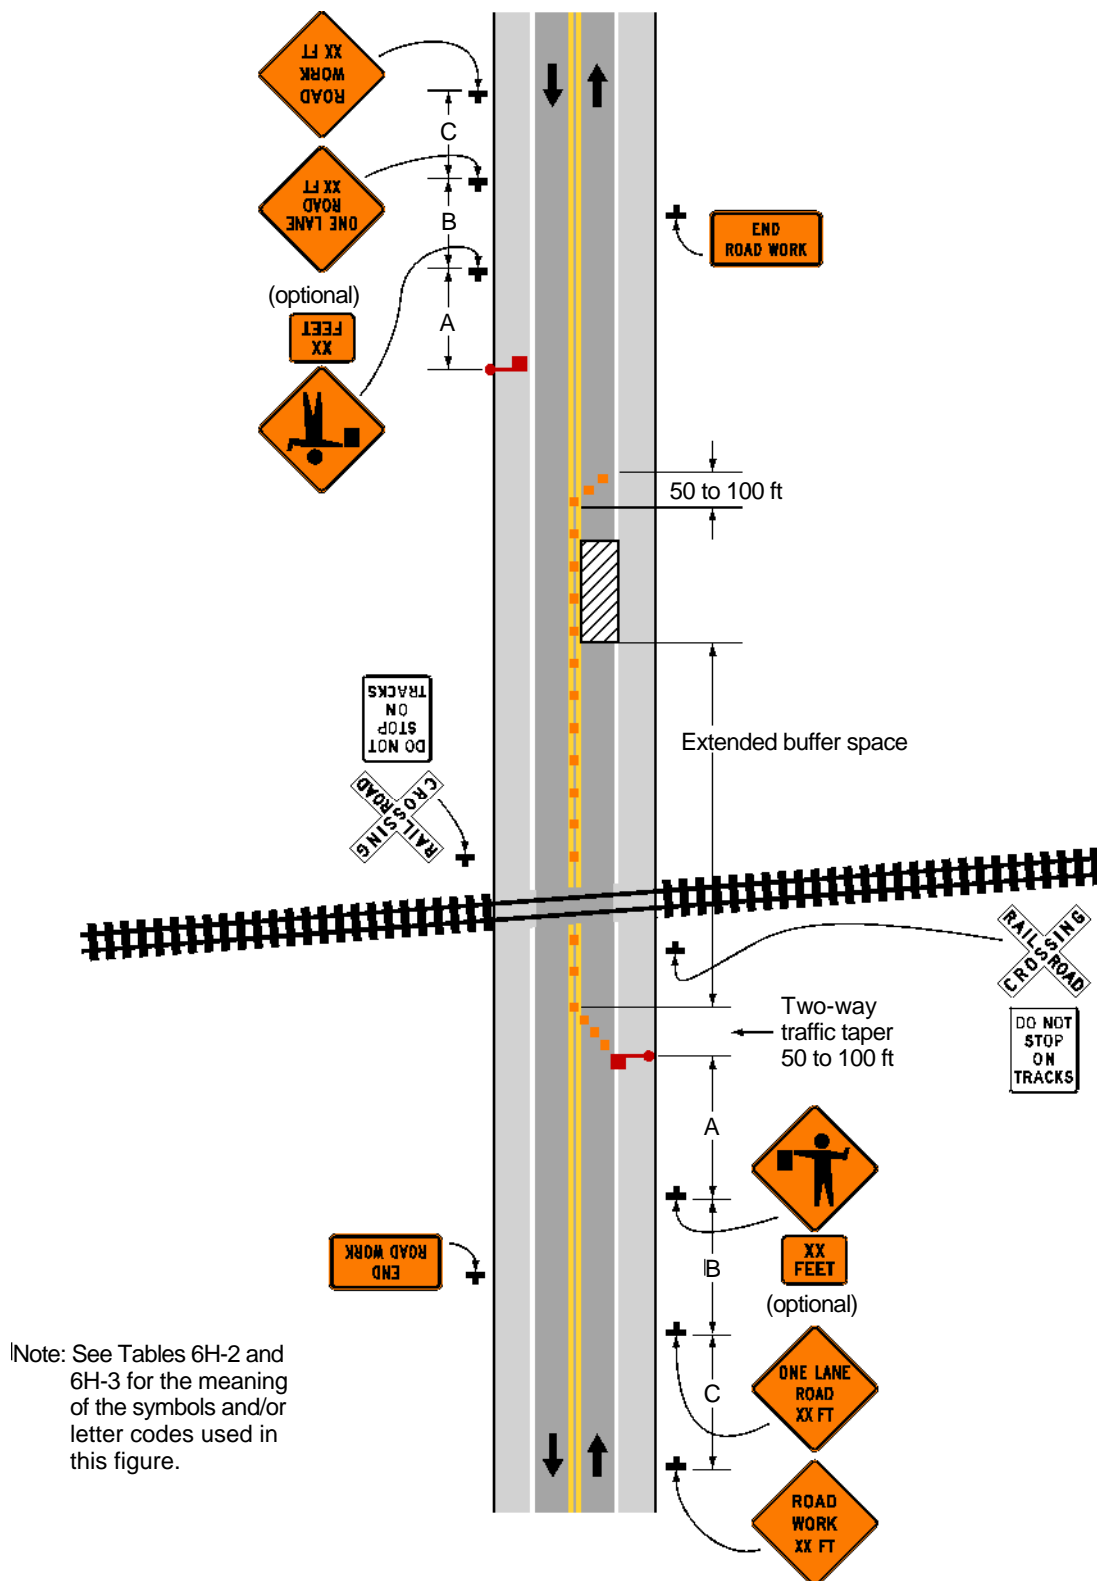 ROAD
WORK
XX FT
C
ONE LANE
ROAD
XX FT
B
END
ROAD WORK
(optional)
XX
FEET
A
50 to 100 ft
DO NOT
STOP
ON
TRACKS
Extended buffer space
RAILROAD
CROSSING
RAILROAD
CROSSING
Two-way
traffic taper
50 to 100 ft
DO NOT
STOP
ON
TRACKS
A
END
ROAD WORK
B
XX
FEET
(optional)
Note: See Tables 6H-2 and
6H-3 for the meaning
of the symbols and/or
letter codes used in
this figure.
ONE LANE
ROAD
XX FT
C
ROAD
WORK
XX FT